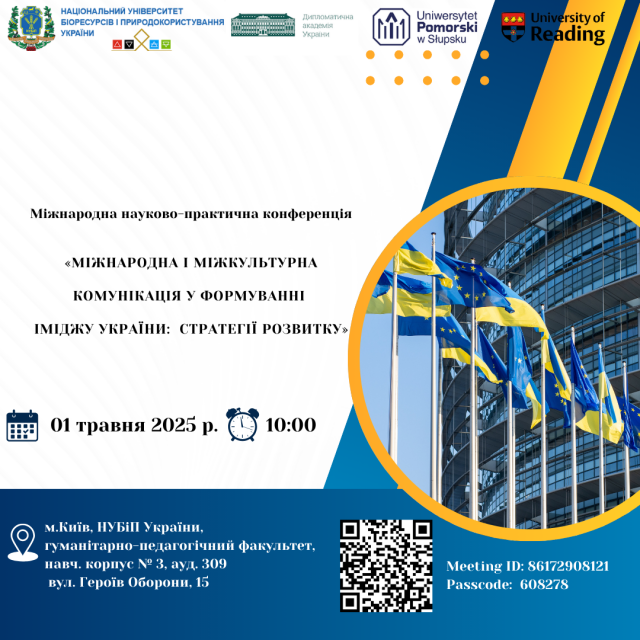 НАЦІОНАЛЬНИЙ УНІВЕРСИТЕТ
БІОРЕСУРСІВ І ПРИРОДОКОРИСТУВАННЯ
УКРАЇНИ
Дипломатична
академія
України
Uniwersytet
Pomorski
w Słupsku
University of
Reading
Міжнародна науково-практична конференція
«МІЖНАРОДНА І МІЖКУЛЬТУРНА
КОМУНІКАЦІЯ У ФОРМУВАННІ
ІМІДЖУ УКРАЇНИ: СТРАТЕГІЇ РОЗВИТКУ»
01 травня 2025 р.
10:00
м.Київ, НУБіП України,
гуманітарно-педагогічний факультет,
навч. корпус № 3, ауд. 309
вул. Героїв Оборони, 15
Meeting ID: 86172908121
Passcode: 608278